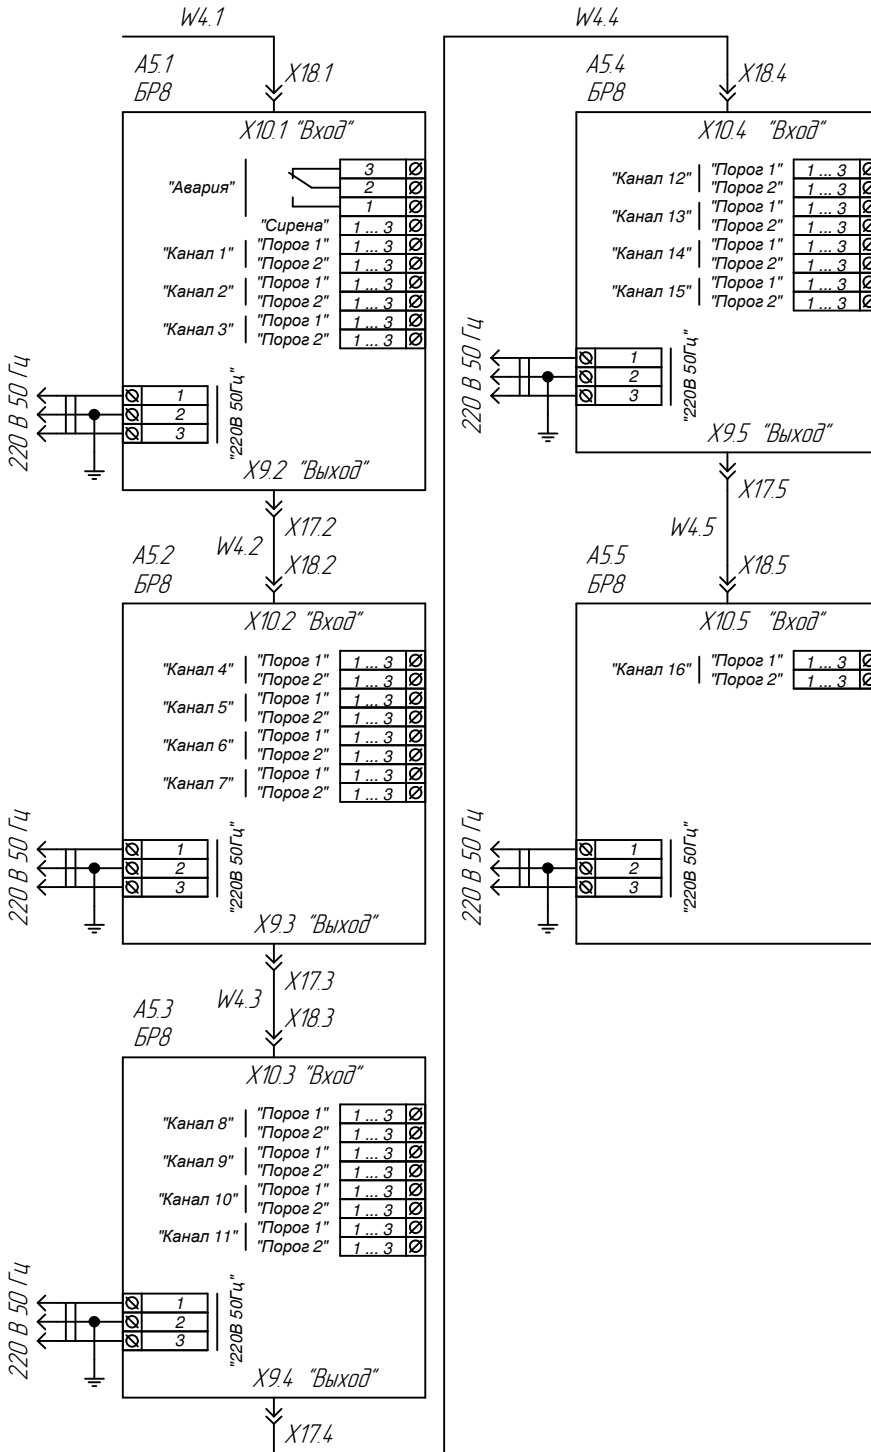 W4.1
А5.1
БР8
X18.1
X10.1 "Вход"
"Авария"
3
2
1
"Сирена" 1 ... 3
"Канал 1" "Порог 1" 1 ... 3
"Порог 2" 1 ... 3
"Канал 2" "Порог 1" 1 ... 3
"Порог 2" 1 ... 3
"Канал 3" "Порог 1" 1 ... 3
"Порог 2" 1 ... 3
220 В 50 Гц
1
2
3
"220В 50Гц"
X9.2 "Выход"
X17.2
W4.2
А5.2
БР8
X18.2
X10.2 "Вход"
"Канал 4" "Порог 1" 1 ... 3
"Порог 2" 1 ... 3
"Канал 5" "Порог 1" 1 ... 3
"Порог 2" 1 ... 3
"Канал 6" "Порог 1" 1 ... 3
"Порог 2" 1 ... 3
"Канал 7" "Порог 1" 1 ... 3
"Порог 2" 1 ... 3
220 В 50 Гц
1
2
3
"220В 50Гц"
X9.3 "Выход"
X17.3
W4.3
А5.3
БР8
X18.3
X10.3 "Вход"
"Канал 8" "Порог 1" 1 ... 3
"Порог 2" 1 ... 3
"Канал 9" "Порог 1" 1 ... 3
"Порог 2" 1 ... 3
"Канал 10" "Порог 1" 1 ... 3
"Порог 2" 1 ... 3
"Канал 11" "Порог 1" 1 ... 3
"Порог 2" 1 ... 3
220 В 50 Гц
1
2
3
"220В 50Гц"
X9.4 "Выход"
X17.4
W4.4
А5.4
БР8
X18.4
X10.4 "Вход"
"Канал 12" "Порог 1" 1 ... 3
"Порог 2" 1 ... 3
"Канал 13" "Порог 1" 1 ... 3
"Порог 2" 1 ... 3
"Канал 14" "Порог 1" 1 ... 3
"Порог 2" 1 ... 3
"Канал 15" "Порог 1" 1 ... 3
"Порог 2" 1 ... 3
220 В 50 Гц
1
2
3
"220В 50Гц"
X9.5 "Выход"
X17.5
W4.5
А5.5
БР8
X18.5
X10.5 "Вход"
"Канал 16" "Порог 1" 1 ... 3
"Порог 2" 1 ... 3
220 В 50 Гц
1
2
3
"220В 50Гц"